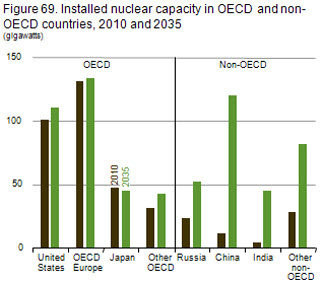 Figure 69. Installed nuclear capacity in OECD and non-
OECD countries, 2010 and 2035
(gigawatts)
OECD
Non-OECD
150
100
50
0
2010
2035
United
States
OECD
Europe
Japan
Other
OECD
Russia
China
India
Other
non-
OECD